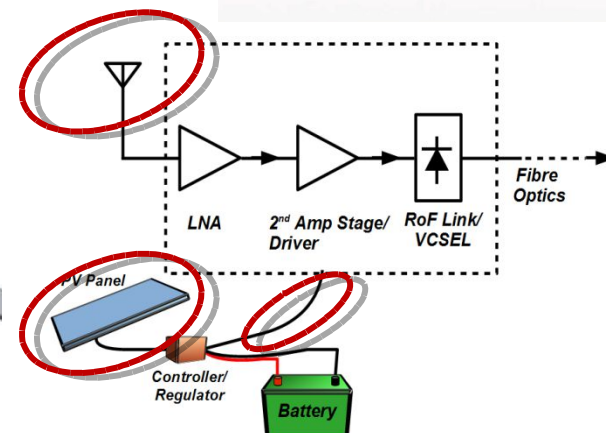 LNA
2nd Amp Stage/
Driver
RoF Link/
VCSEL
Fibre
Optics
PV Panel
Controller/
Regulator
Battery